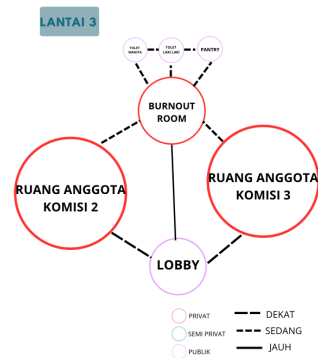 LANTAI 3
TOILET
WANITA
TOILET
LAKI LAKI
PANTRY
BURNOUT
ROOM
RUANG ANGGOTA
KOMISI 2
RUANG ANGGOTA
KOMISI 3
LOBBY
PRIVAT
SEMI PRIVAT
PUBLIK
DEKAT
SEDANG
JAUH